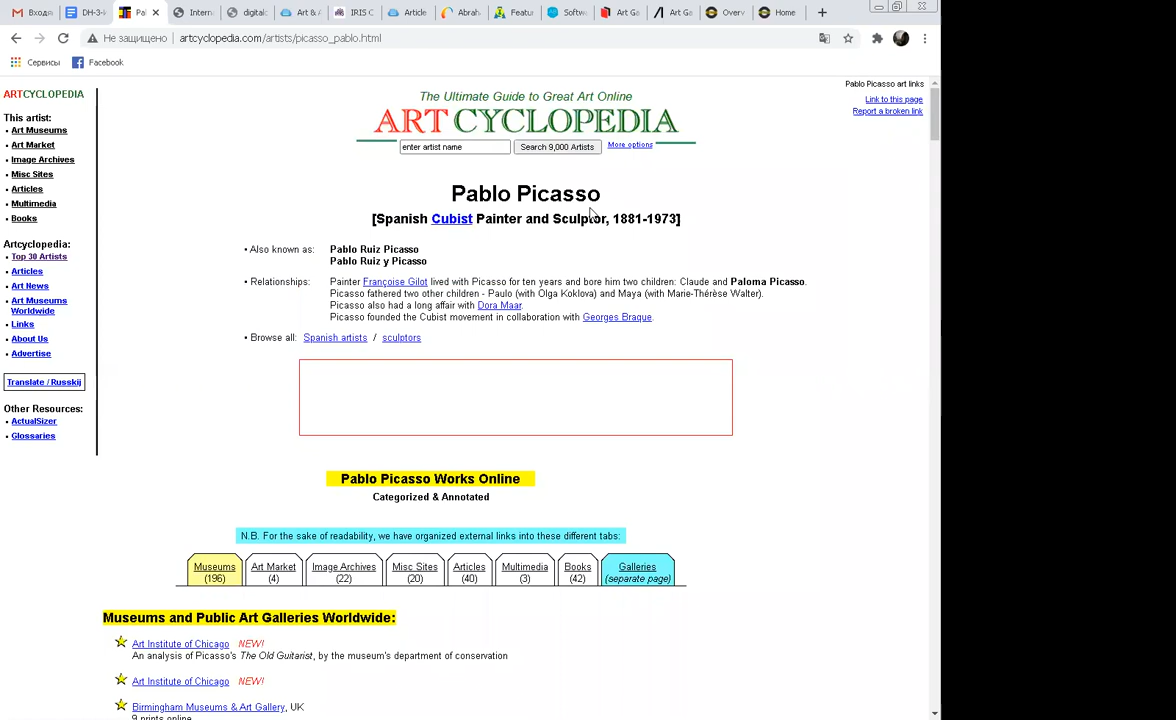 Входя
DH-3-и
Pal
Intern
digital
Art & A
IRIS C
Article
Abrah
Featur
Softwa
Art Ga
Art Ga
Overv
Home
Не защищено
artcyclopedia.com/artists/picasso_pablo.html
Сервисы
Facebook
Pablo Picasso art links
Link to this page
Report a broken link
ARTCYCLOPEDIA
This artist:
• Art Museums
• Art Market
• Image Archives
• Misc Sites
• Articles
• Multimedia
• Books
Artcyclopedia:
• Top 30 Artists
• Articles
• Art News
• Art Museums
Worldwide
• Links
• About Us
• Advertise
Translate / Russkij
Other Resources:
• ActualSizer
• Glossaries
The Ultimate Guide to Great Art Online
ART CYCLOPEDIA
enter artist name
Search 9,000 Artists
More options
Pablo Picasso
[Spanish Cubist Painter and Sculptor, 1881-1973]
• Also known as: Pablo Ruiz Picasso
Pablo Ruiz y Picasso
• Relationships: Painter Françoise Gilot lived with Picasso for ten years and bore him two children: Claude and Paloma Picasso.
Picasso fathered two other children - Paulo (with Olga Koklova) and Maya (with Marie-Thérèse Walter).
Picasso also had a long affair with Dora Maar.
Picasso founded the Cubist movement in collaboration with Georges Braque.
• Browse all: Spanish artists / sculptors
Pablo Picasso Works Online
Categorized & Annotated
N.B. For the sake of readability, we have organized external links into these different tabs:
Museums
(196)
Art Market
(4)
Image Archives
(22)
Misc Sites
(20)
Articles
(40)
Multimedia
(3)
Books
(42)
Galleries
(separate page)
Museums and Public Art Galleries Worldwide:
Art Institute of Chicago NEW!
An analysis of Picasso's The Old Guitarist, by the museum's department of conservation
Art Institute of Chicago NEW!
Birmingham Museums & Art Gallery, UK
9 prints online